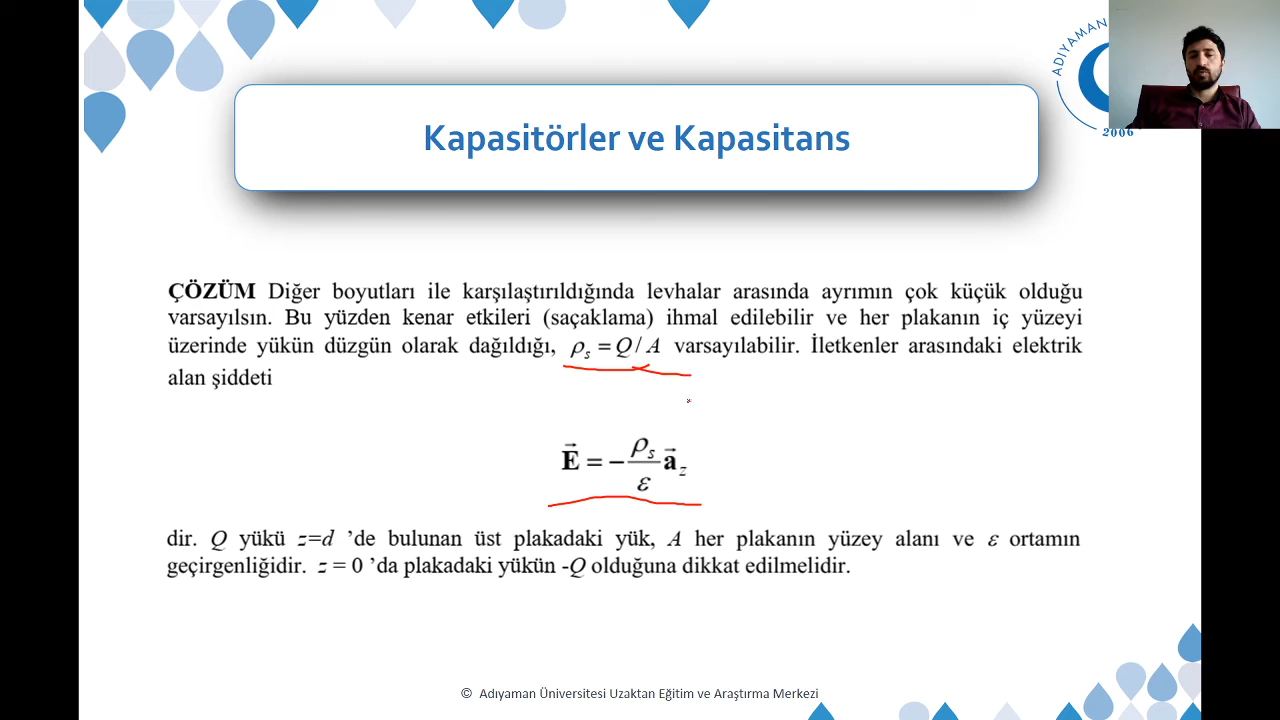 ADIYAMAN
2006
Kapasitörler ve Kapasitans
ÇÖZÜM Diğer boyutları ile karşılaştırıldığında levhalar arasında ayrımın çok küçük olduğu
varsayılsın. Bu yüzden kenar etkileri (saçaklama) ihmal edilebilir ve her plakanın iç yüzeyi
üzerinde yükün düzgün olarak dağıldığı, ρₛ = Q / A varsayılabilir. İletkenler arasındaki elektrik
alan şiddeti
E⃗ = − ρₛ/ε a⃗_z
dir. Q yükü z=d ’de bulunan üst plakadaki yük, A her plakanın yüzey alanı ve ε ortamın
geçirgenliğidir. z = 0 ’da plakadaki yükün -Q olduğuna dikkat edilmelidir.
© Adıyaman Üniversitesi Uzaktan Eğitim ve Araştırma Merkezi